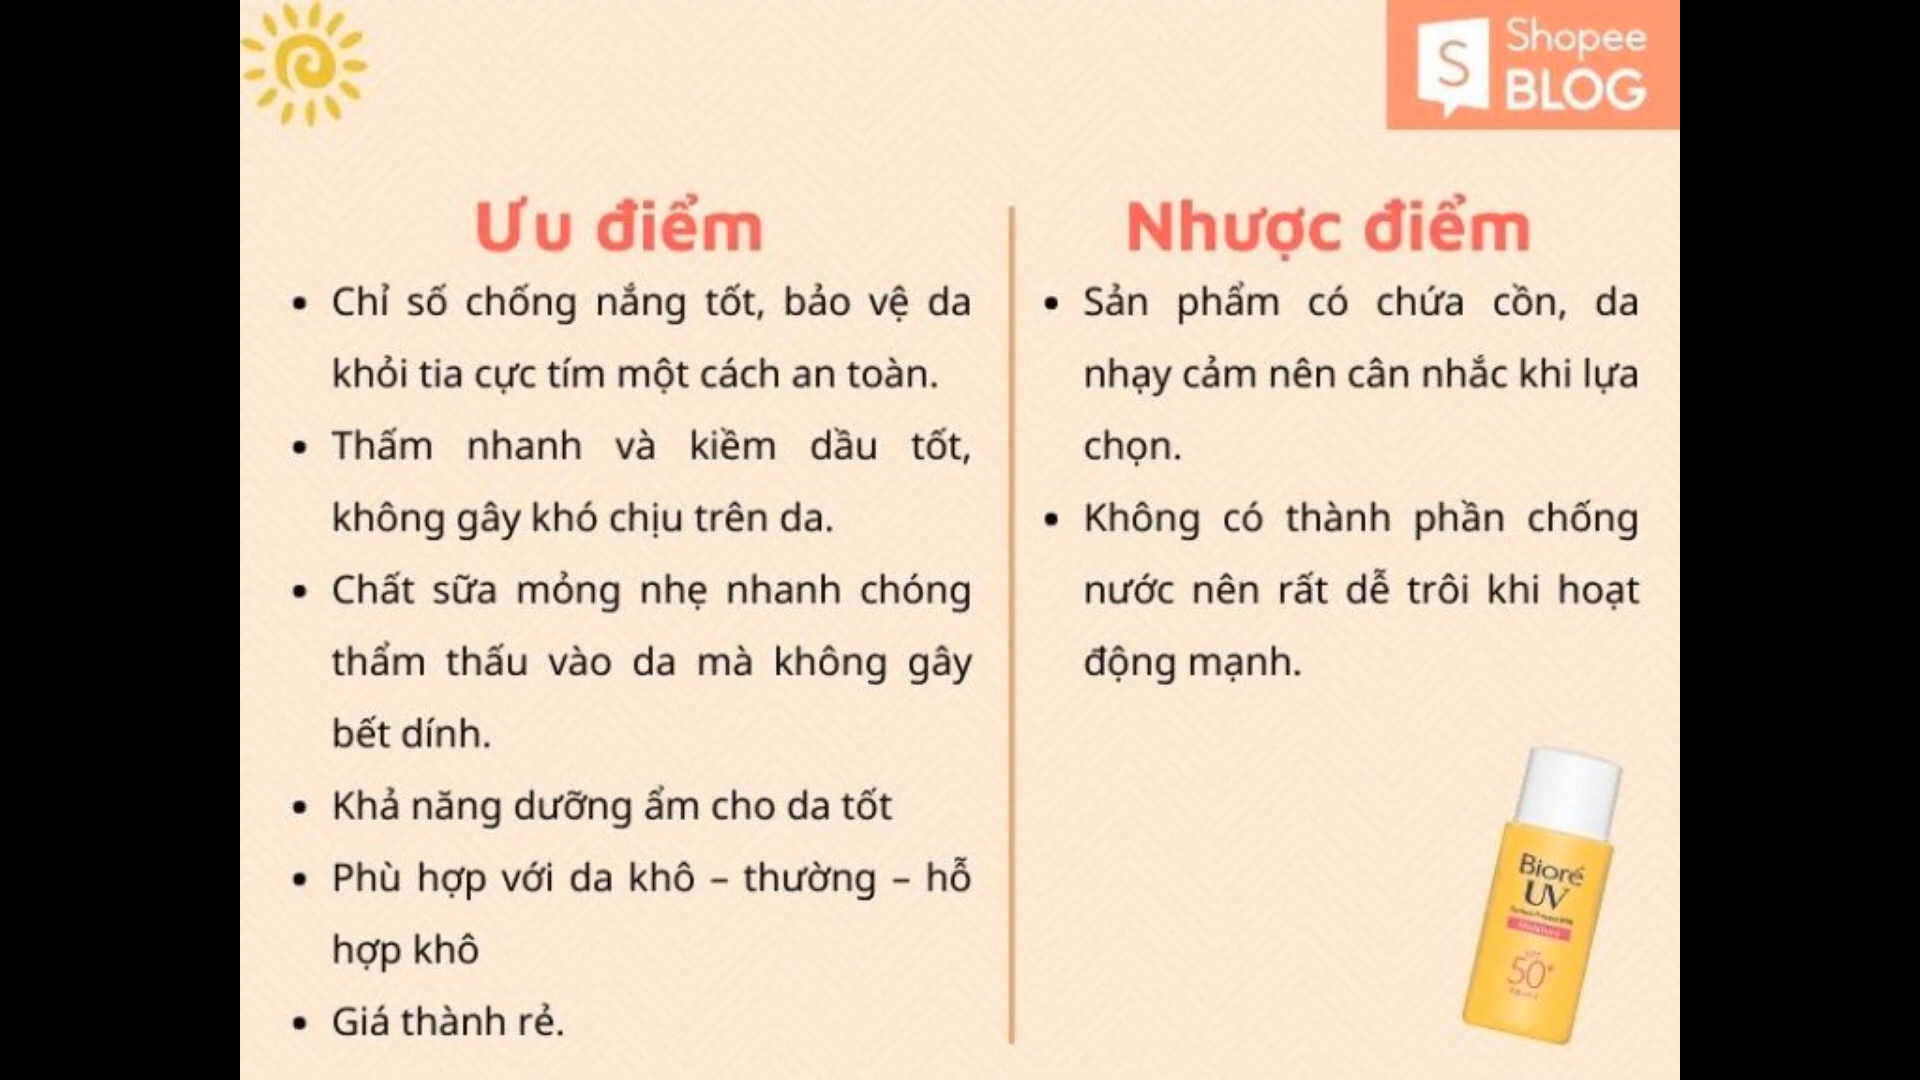 Shopee
BLOG
Ưu điểm
Chỉ số chống nắng tốt, bảo vệ da
khỏi tia cực tím một cách an toàn.
Thấm nhanh và kiềm dầu tốt,
không gây khó chịu trên da.
Chất sữa mỏng nhẹ nhanh chóng
thẩm thấu vào da mà không gây
bết dính.
Khả năng dưỡng ẩm cho da tốt
Phù hợp với da khô – thường – hỗ
hợp khô
Giá thành rẻ.
Nhược điểm
Sản phẩm có chứa cồn, da
nhạy cảm nên cân nhắc khi lựa
chọn.
Không có thành phần chống
nước nên rất dễ trôi khi hoạt
động mạnh.
Bioré
UV
50+